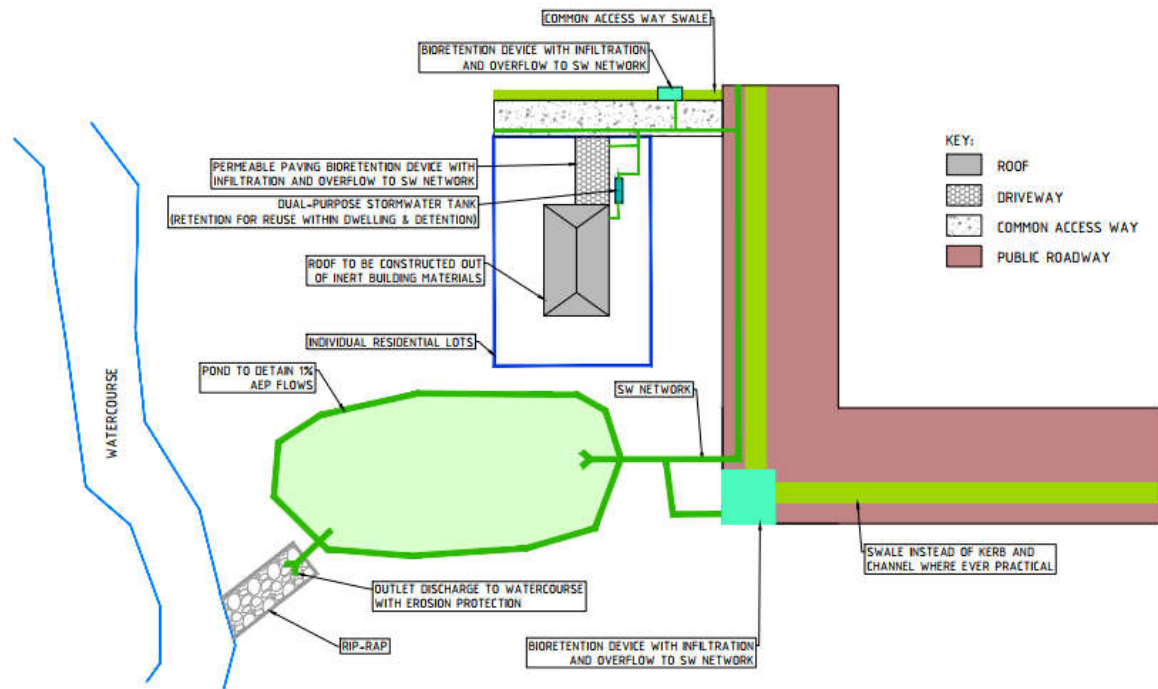 COMMON ACCESS WAY SWALE
BIORETENTION DEVICE WITH INFILTRATION
AND OVERFLOW TO SW NETWORK
KEY:
ROOF
DRIVEWAY
COMMON ACCESS WAY
PUBLIC ROADWAY
PERMEABLE PAVING BIORETENTION DEVICE WITH
INFILTRATION AND OVERFLOW TO SW NETWORK
DUAL-PURPOSE STORMWATER TANK
(RETENTION FOR REUSE WITHIN DWELLING & DETENTION)
ROOF TO BE CONSTRUCTED OUT
OF INERT BUILDING MATERIALS
INDIVIDUAL RESIDENTIAL LOTS
POND TO DETAIN 1%
AEP FLOWS
SW NETWORK
WATERCOURSE
SWALE INSTEAD OF KERB AND
CHANNEL WHERE EVER PRACTICAL
OUTLET DISCHARGE TO WATERCOURSE
WITH EROSION PROTECTION
RIP-RAP
BIORETENTION DEVICE WITH INFILTRATION
AND OVERFLOW TO SW NETWORK